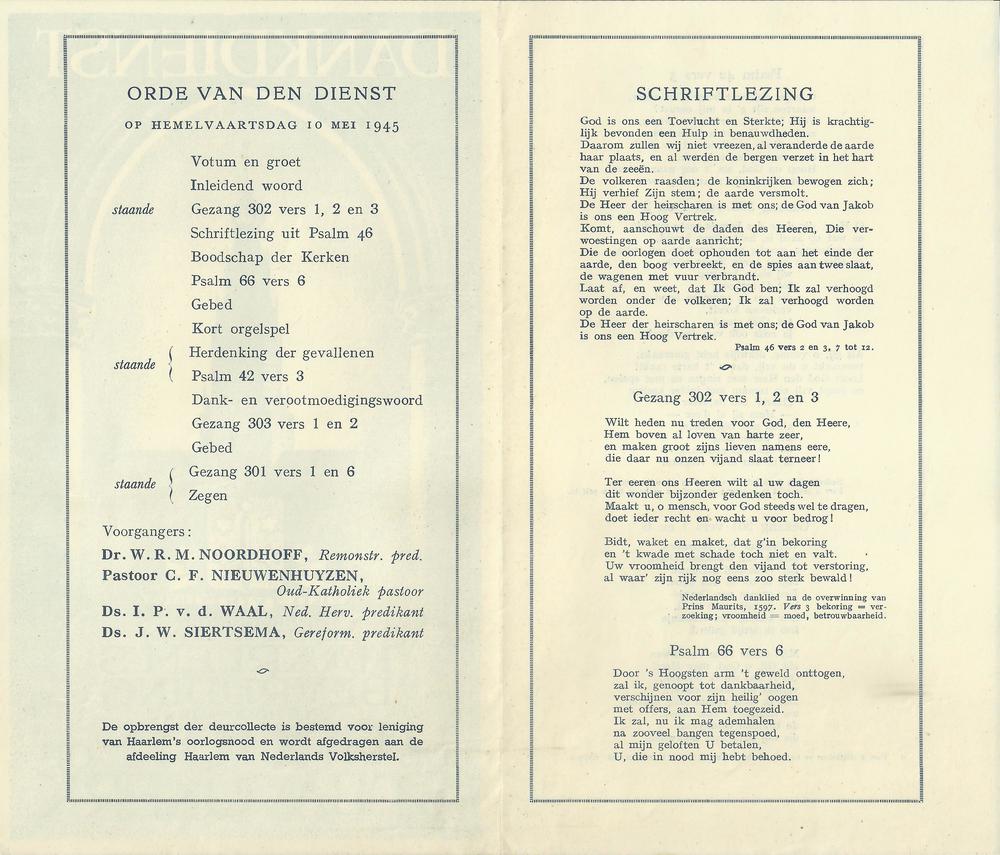 DANKDIENST
ORDE VAN DEN DIENST
OP HEMELVAARTSDAG 10 MEI 1945
Votum en groet
Inleidend woord
staande Gezang 302 vers 1, 2 en 3
Schriftlezing uit Psalm 46
Boodschap der Kerken
Psalm 66 vers 6
Gebed
Kort orgelspel
staande { Herdenking der gevallenen
Psalm 42 vers 3
Dank- en verootmoedigingswoord
Gezang 303 vers 1 en 2
Gebed
staande { Gezang 301 vers 1 en 6
Zegen
Voorgangers:
Dr. W. R. M. NOORDHOFF, Remonstr. pred.
Pastoor C. F. NIEUWENHUYZEN,
Oud-Katholiek pastoor
Ds. I. P. v. d. WAAL, Ned. Herv. predikant
Ds. J. W. SIERTSEMA, Gereform. predikant
De opbrengst der deurcollecte is bestemd voor leniging
van Haarlem's oorlogsnood en wordt afgedragen aan de
afdeeling Haarlem van Nederlands Volksherstel.
SCHRIFTLEZING
God is ons een Toevlucht en Sterkte; Hij is krachtig-
lijk bevonden een Hulp in benauwdheden.
Daarom zullen wij niet vreezen, al veranderde de aarde
haar plaats, en al werden de bergen verzet in het hart
van de zeeën.
De volkeren raasden; de koninkrijken bewogen zich;
Hij verhief Zijn stem; de aarde versmolt.
De Heer der heirscharen is met ons; de God van Jakob
is ons een Hoog Vertrek.
Komt, aanschouwt de daden des Heeren, Die ver-
woestingen op aarde aanricht;
Die de oorlogen doet ophouden tot aan het einde der
aarde, den boog verbreekt, en de spies aan twee slaat,
de wagenen met vuur verbrandt.
Laat af, en weet, dat Ik God ben; Ik zal verhoogd
worden onder de volkeren; Ik zal verhoogd worden
op de aarde.
De Heer der heirscharen is met ons; de God van Jakob
is ons een Hoog Vertrek.
Psalm 46 vers 2 en 3, 7 tot 12.
Gezang 302 vers 1, 2 en 3
Wilt heden nu treden voor God, den Heere,
Hem boven al loven van harte zeer,
en maken groot zijns lieven namens eere,
die daar nu onzen vijand slaat terneer!
Ter eeren ons Heeren wilt al uw dagen
dit wonder bijzonder gedenken toch.
Maakt u, o mensch, voor God steeds wel te dragen,
doet ieder recht en wacht u voor bedrog!
Bidt, waket en maket, dat g'in bekoring
en 't kwade met schade toch niet en valt.
Uw vroomheid brengt den vijand tot verstoring,
al waar' zijn rijk nog eens zoo sterk bewald!
Nederlandsch danklied na de overwinning van
Prins Maurits, 1597. Vers 3 bekoring = ver-
zoeking; vroomheid = moed, betrouwbaarheid.
Psalm 66 vers 6
Door 's Hoogsten arm 't geweld onttogen,
zal ik, genoopt tot dankbaarheid,
verschijnen voor zijn heilig' oogen
met offers, aan Hem toegezeid.
Ik zal, nu ik mag ademhalen
na zooveel bangen tegenspoed,
al mijn geloften U betalen,
U, die in nood mij hebt behoed.